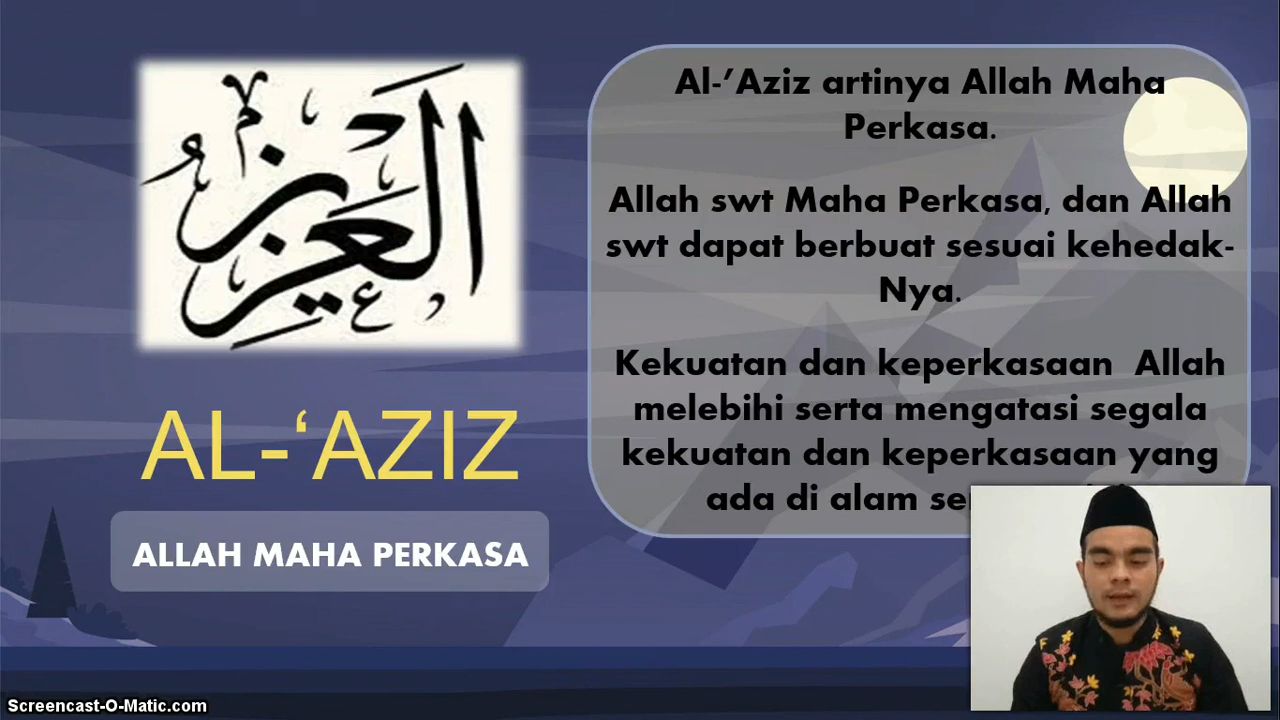 العزيز
AL-‘AZIZ
ALLAH MAHA PERKASA
Al-’Aziz artinya Allah Maha
Perkasa.
Allah swt Maha Perkasa, dan Allah
swt dapat berbuat sesuai kehedak-
Nya.
Kekuatan dan keperkasaan Allah
melebihi serta mengatasi segala
kekuatan dan keperkasaan yang
ada di alam
Screencast-O-Matic.com